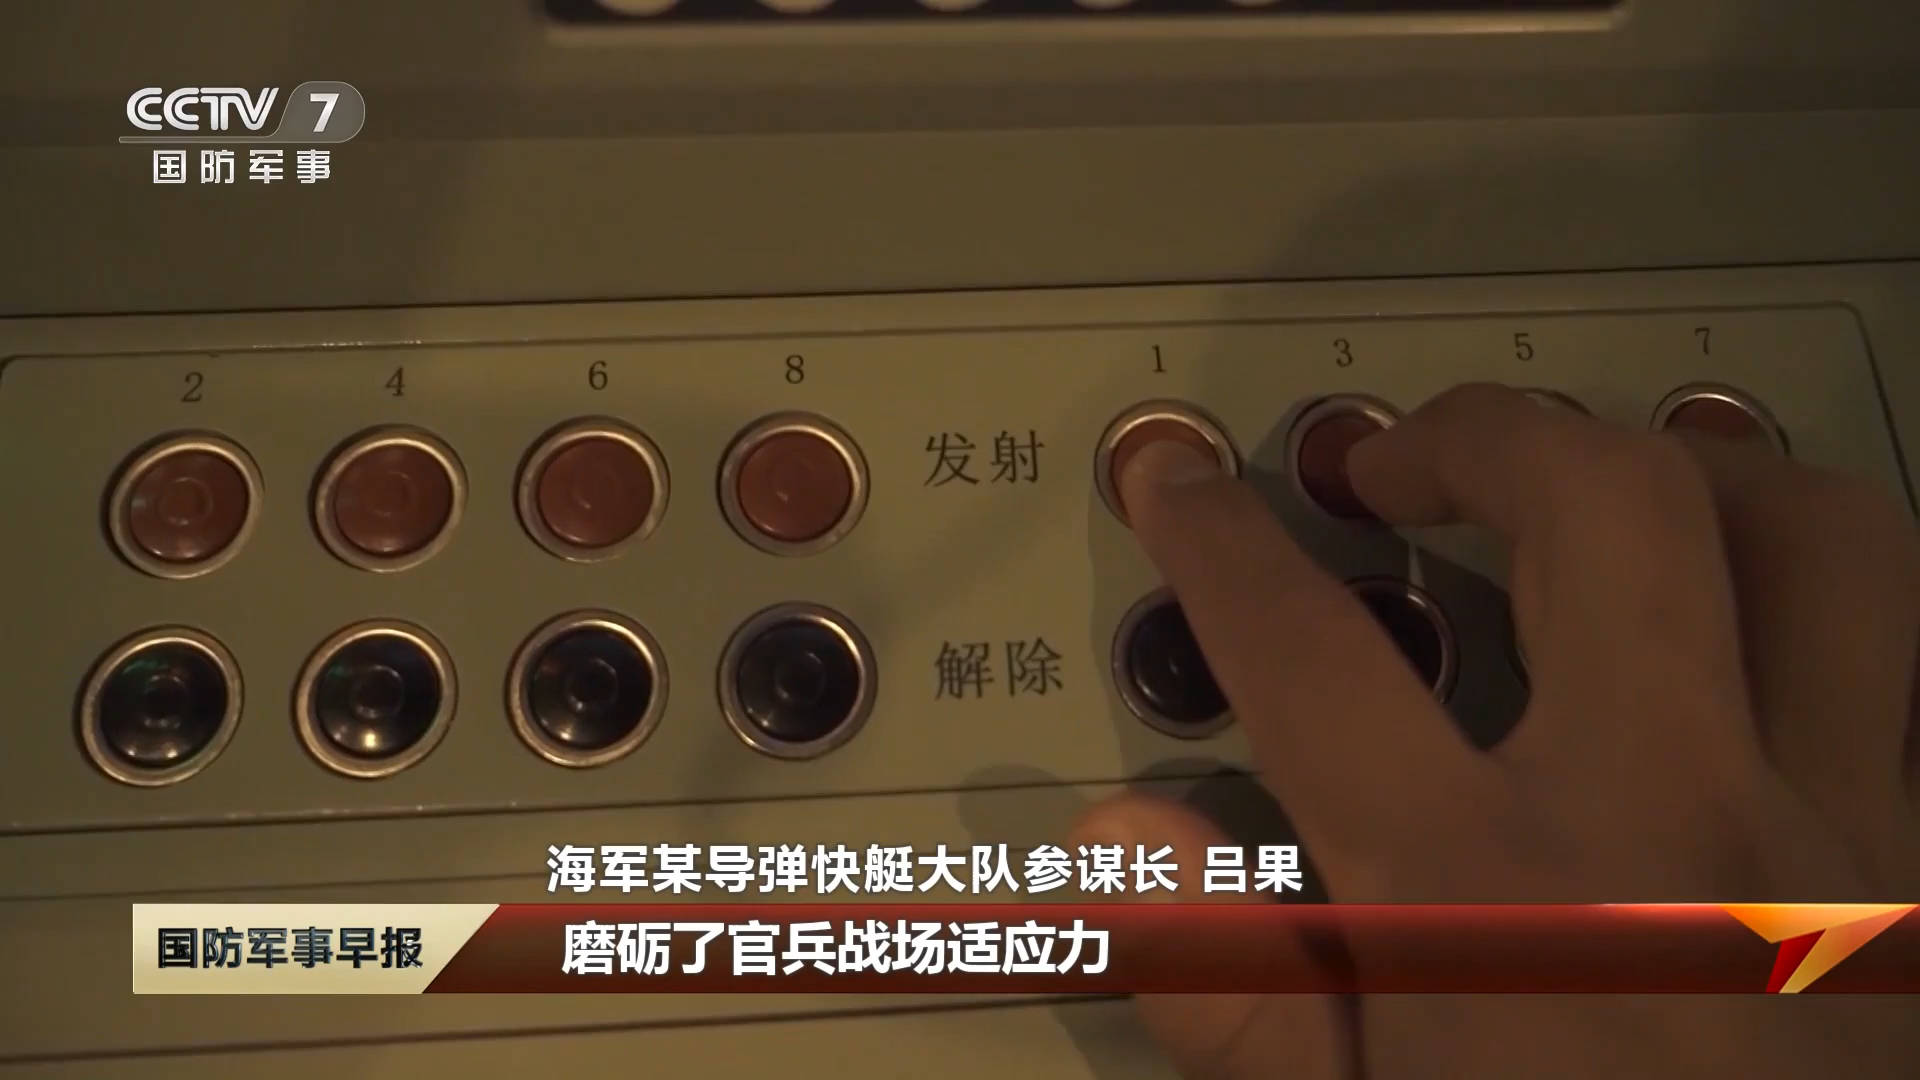 CCTV 7
国防军事
2 4 6 8 1 3 5 7
发射
解除
海军某导弹快艇大队参谋长 吕果
国防军事早报
磨砺了官兵战场适应力